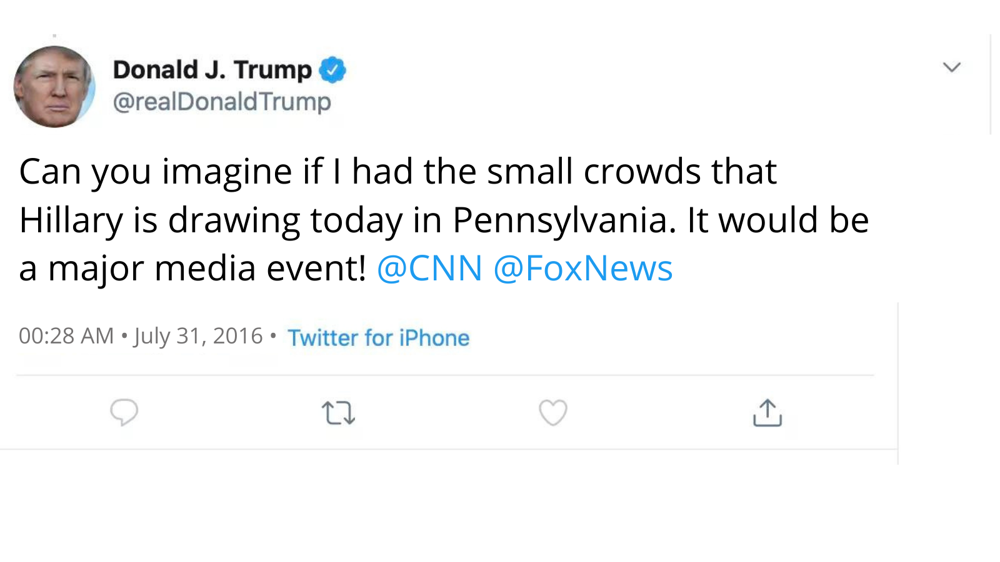 Donald J. Trump
@realDonaldTrump
Can you imagine if I had the small crowds that
Hillary is drawing today in Pennsylvania. It would be
a major media event! @CNN @FoxNews
00:28 AM • July 31, 2016 • Twitter for iPhone